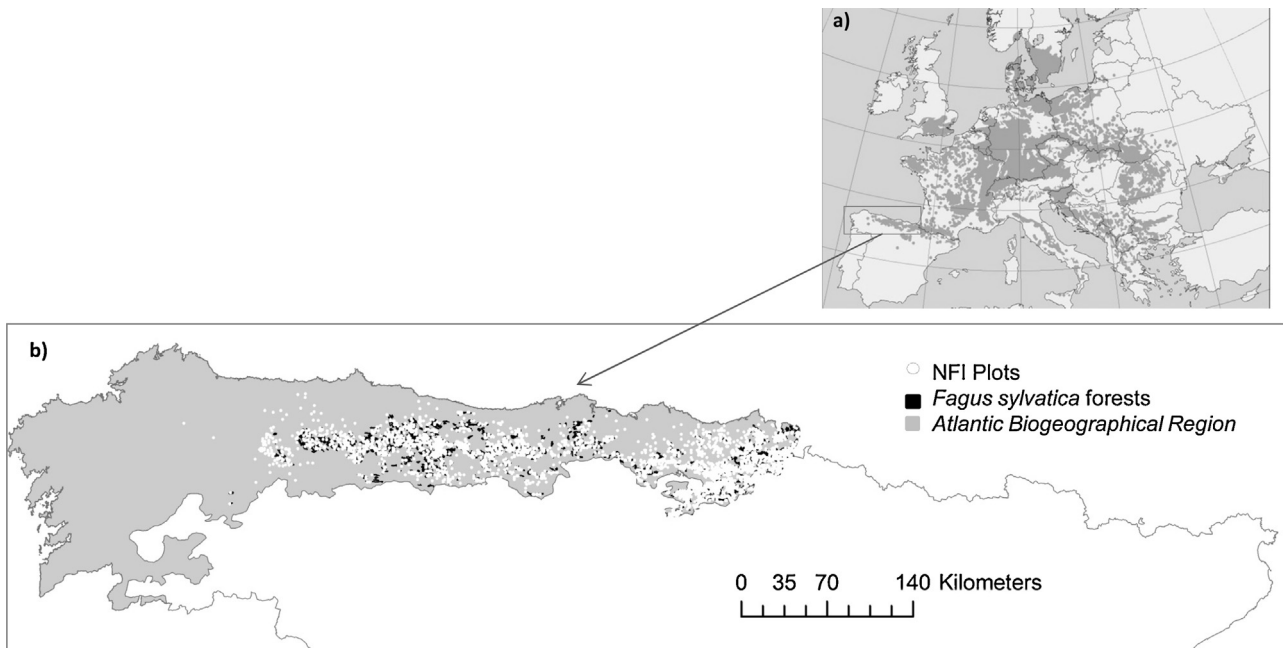 a)
b)
NFI Plots
Fagus sylvatica forests
Atlantic Biogeographical Region
0 35 70 140 Kilometers